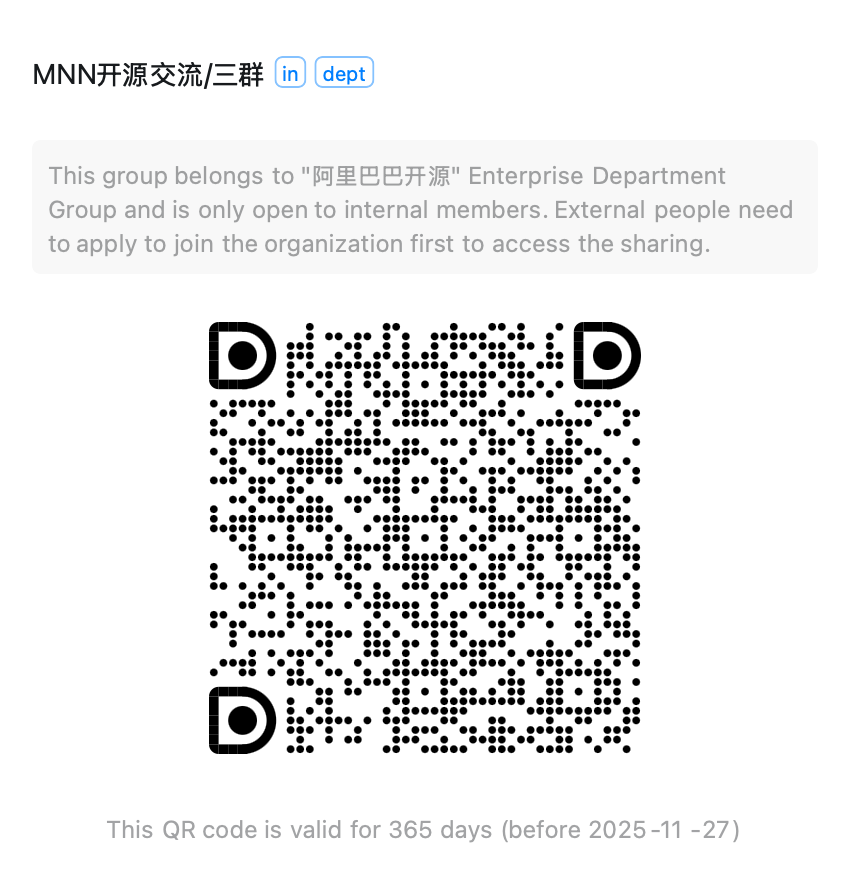 MNN开源交流/三群 in dept
This group belongs to "阿里巴巴开源" Enterprise Department
Group and is only open to internal members. External people need
to apply to join the organization first to access the sharing.
This QR code is valid for 365 days (before 2025-11 -27)